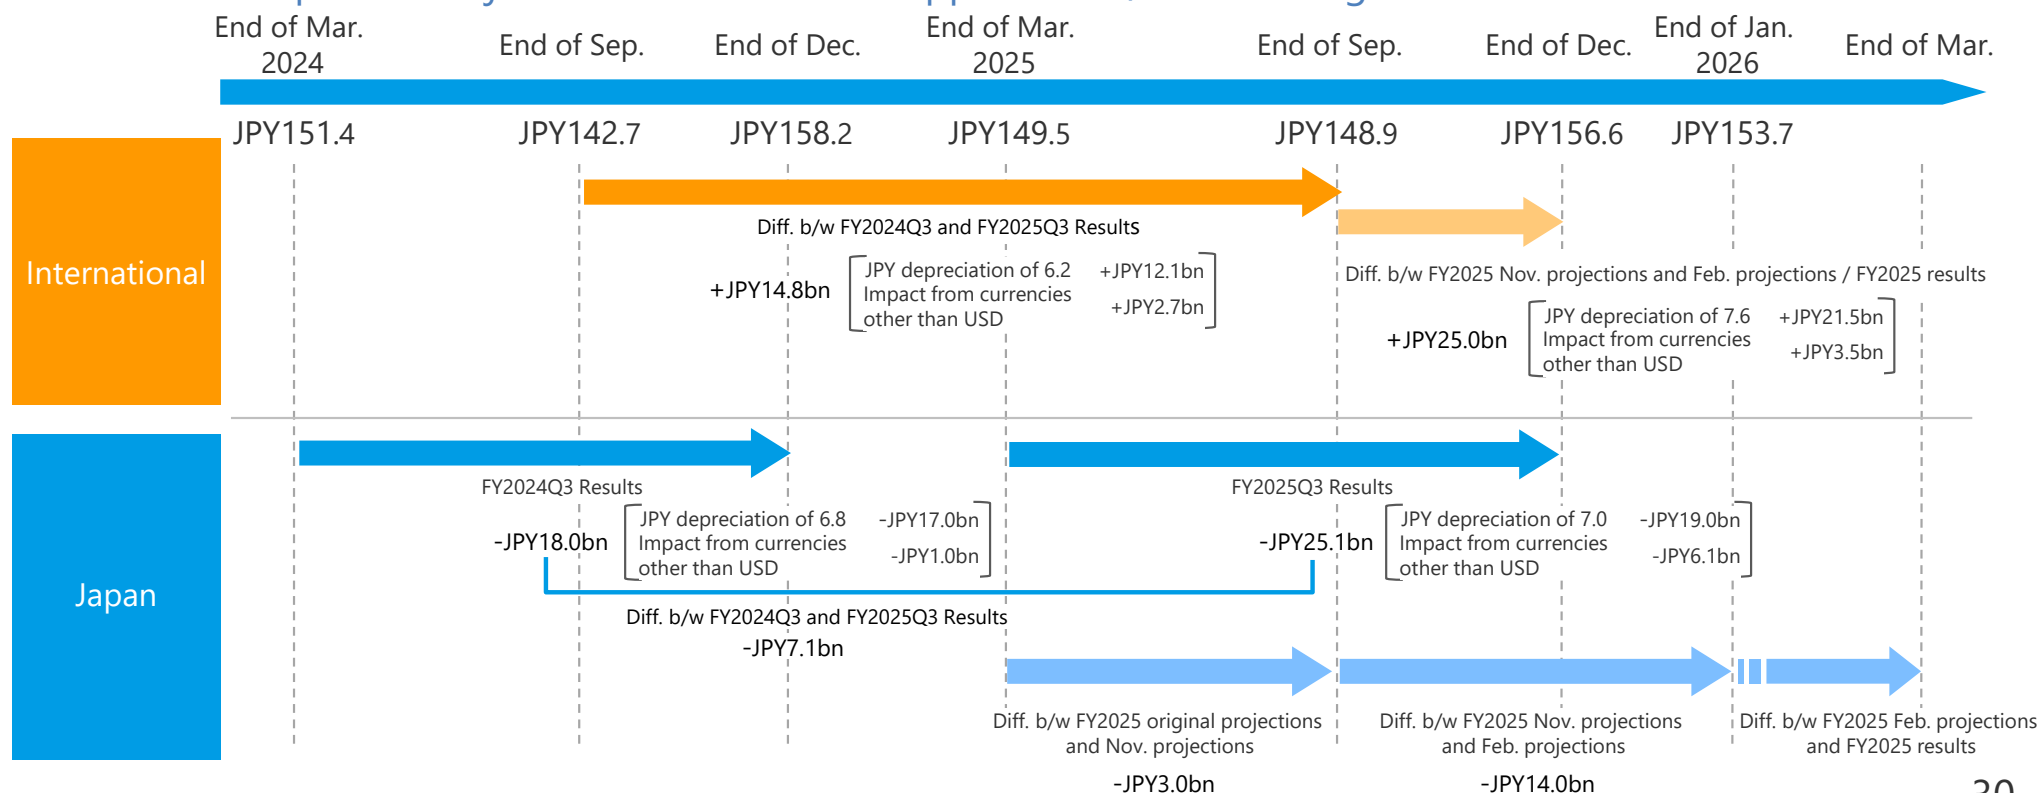 End of Mar.
2024
End of Sep.
End of Dec.
End of Mar.
2025
End of Sep.
End of Dec.
End of Jan.
2026
End of Mar.
JPY151.4
JPY142.7
JPY158.2
JPY149.5
JPY148.9
JPY156.6
JPY153.7
International
Diff. b/w FY2024Q3 and FY2025Q3 Results
+JPY14.8bn
JPY depreciation of 6.2 +JPY12.1bn
Impact from currencies
other than USD
+JPY2.7bn
Diff. b/w FY2025 Nov. projections and Feb. projections / FY2025 results
+JPY25.0bn
JPY depreciation of 7.6 +JPY21.5bn
Impact from currencies
other than USD
+JPY3.5bn
Japan
FY2024Q3 Results
-JPY18.0bn
JPY depreciation of 6.8 -JPY17.0bn
Impact from currencies
other than USD
-JPY1.0bn
FY2025Q3 Results
-JPY25.1bn
JPY depreciation of 7.0 -JPY19.0bn
Impact from currencies
other than USD
-JPY6.1bn
Diff. b/w FY2024Q3 and FY2025Q3 Results
-JPY7.1bn
Diff. b/w FY2025 original projections
and Nov. projections
-JPY3.0bn
Diff. b/w FY2025 Nov. projections
and Feb. projections
-JPY14.0bn
Diff. b/w FY2025 Feb. projections
and FY2025 results